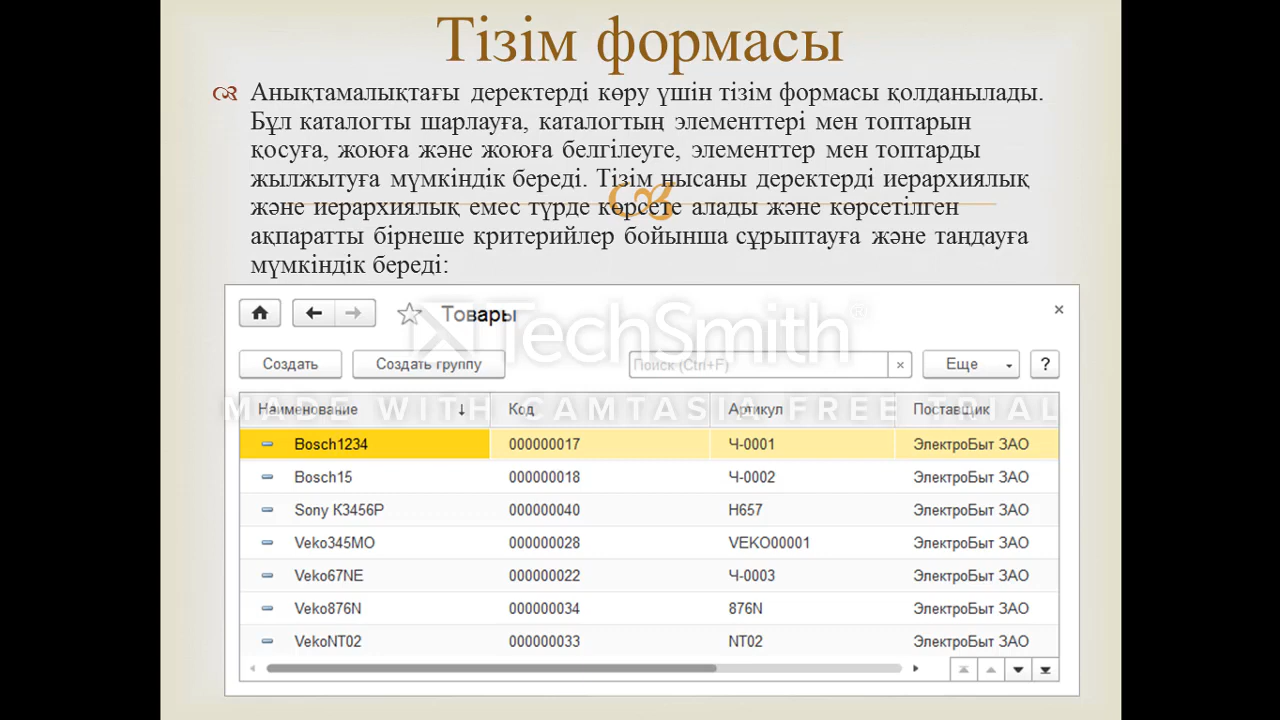 Тізім формасы
Анықтамалықтағы деректерді көру үшін тізім формасы қолданылады.
Бұл каталогты шарлауға, каталогтың элементтері мен топтарын
қосуға, жоюға және жоюға белгілеуге, элементтер мен топтарды
жылжытуға мүмкіндік береді. Тізім нысаны деректерді иерархиялық
және иерархиялық емес түрде көрсете алады және көрсетілген
ақпаратты бірнеше критерийлер бойынша сұрыптауға және таңдауға
мүмкіндік береді:
Товары
TechSmith®
Создать Создать группу Поиск (Ctrl+F) × Еще ?
MADE WITH CAMTASIA FREE TRIAL
Наименование ↓ Код Артикул Поставщик
Bosch1234 000000017 Ч-0001 ЭлектроБыт ЗАО
Bosch15 000000018 Ч-0002 ЭлектроБыт ЗАО
Sony К3456Р 000000040 Н657 ЭлектроБыт ЗАО
Veko345MO 000000028 VEKO00001 ЭлектроБыт ЗАО
Veko67NE 000000022 Ч-0003 ЭлектроБыт ЗАО
Veko876N 000000034 876N ЭлектроБыт ЗАО
VekoNT02 000000033 NT02 ЭлектроБыт ЗАО